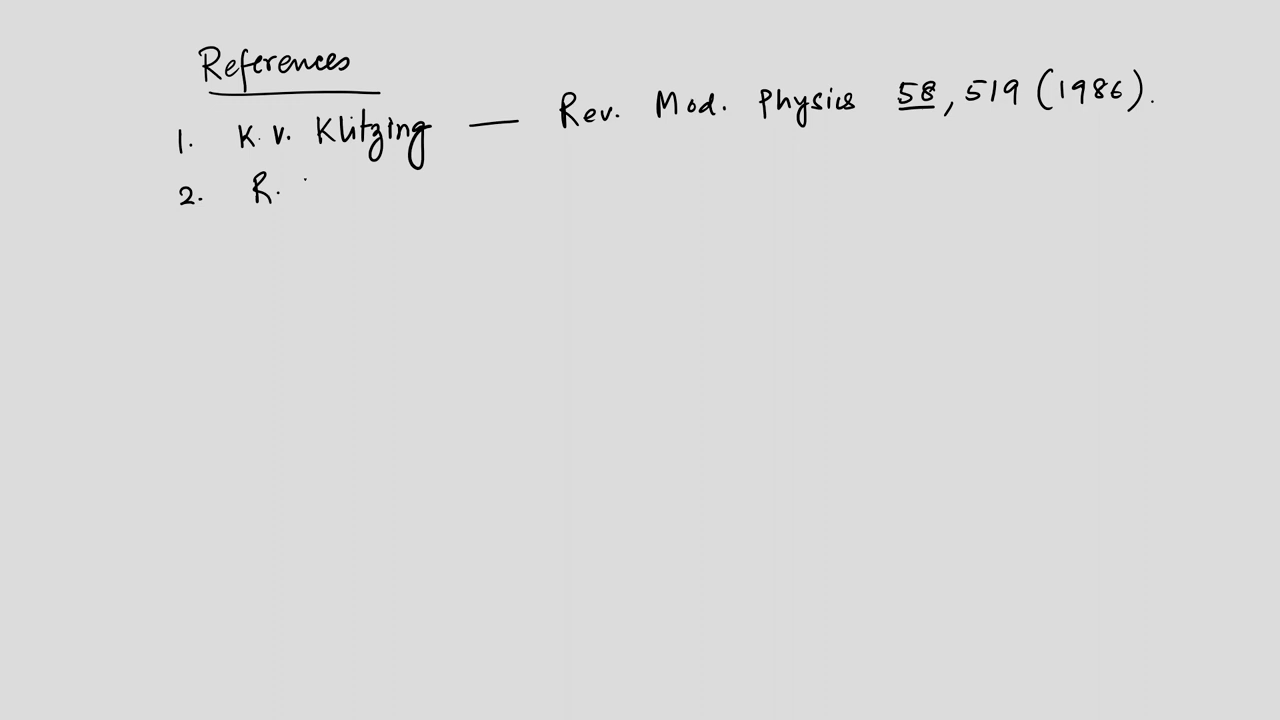 References
1. K. v. Klitzing — Rev. Mod. Physics 58, 519 (1986).
2. R.